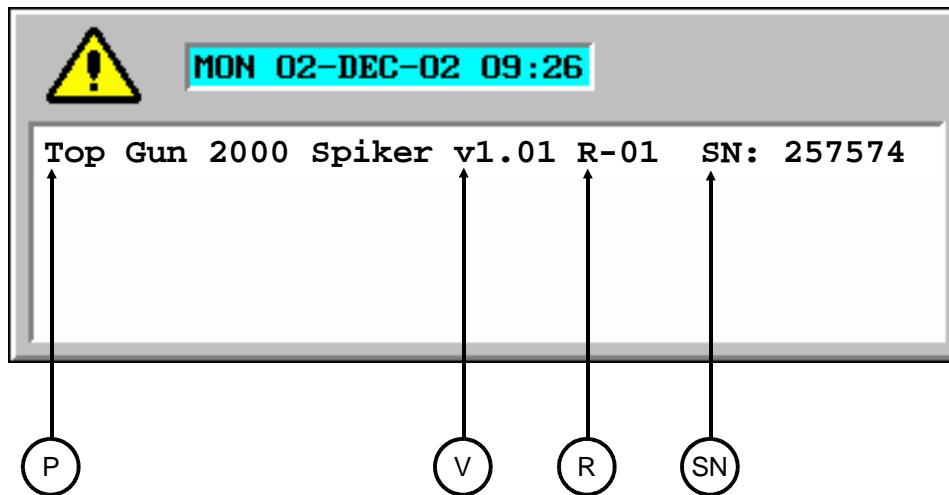 MON 02-DEC-02 09:26
Top Gun 2000 Spiker v1.01 R-01 SN: 257574
P V R SN